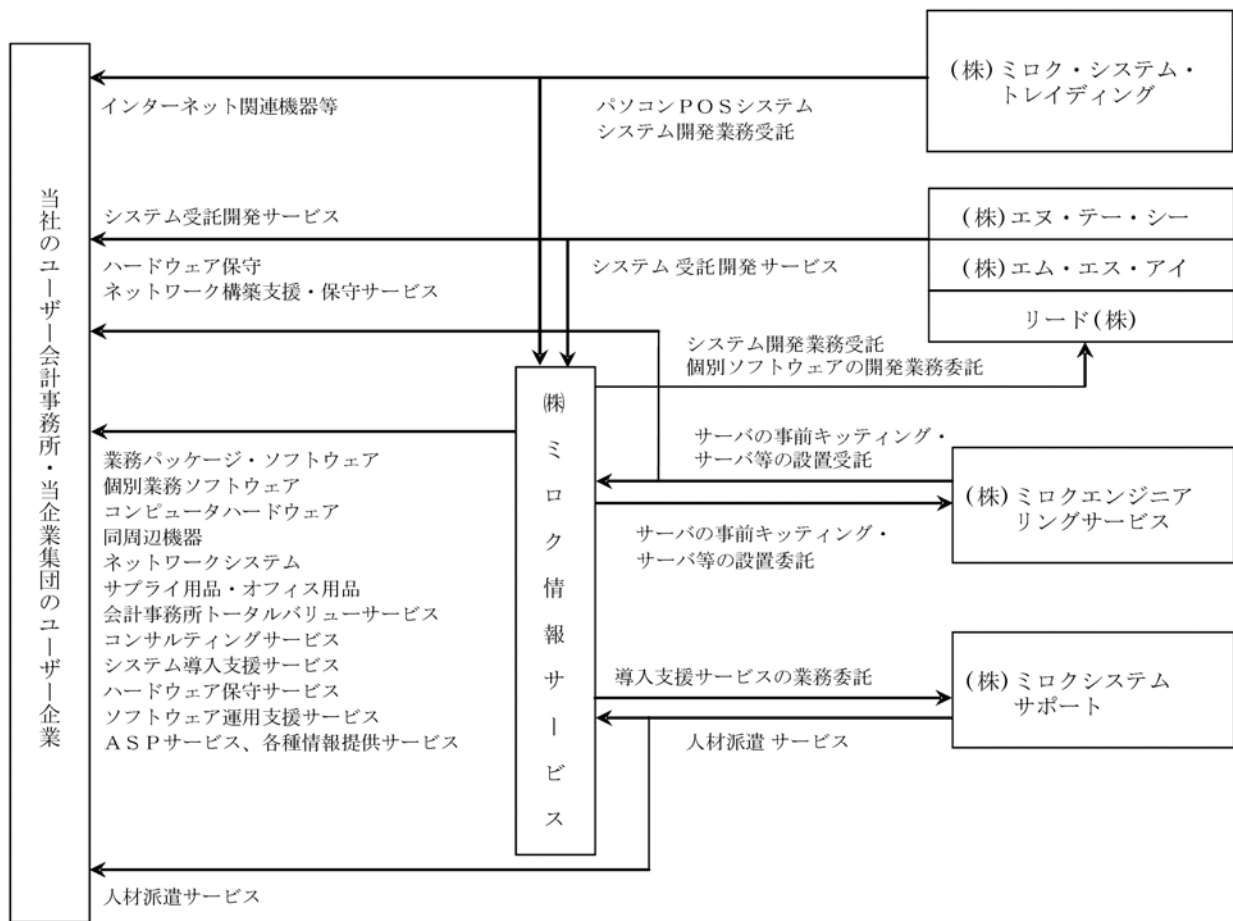 当社のユーザー会計事務所・当企業集団のユーザー企業
インターネット関連機器等
パソコンＰＯＳシステム
システム開発業務受託
(株)ミロク・システム・
トレイディング
システム受託開発サービス
ハードウェア保守
ネットワーク構築支援・保守サービス
システム 受託開発サービス
(株)エヌ・テー・シー
(株)エム・エス・アイ
リード(株)
システム開発業務受託
個別ソフトウェアの開発業務委託
㈱ミロク情報サービス
業務パッケージ・ソフトウェア
個別業務ソフトウェア
コンピュータハードウェア
同周辺機器
ネットワークシステム
サプライ用品・オフィス用品
会計事務所トータルバリューサービス
コンサルティングサービス
システム導入支援サービス
ハードウェア保守サービス
ソフトウェア運用支援サービス
ＡＳＰサービス、各種情報提供サービス
サーバの事前キッティング・
サーバ等の設置受託
サーバの事前キッティング・
サーバ等の設置委託
(株)ミロクエンジニア
リングサービス
導入支援サービスの業務委託
人材派遣 サービス
(株)ミロクシステム
サポート
人材派遣サービス